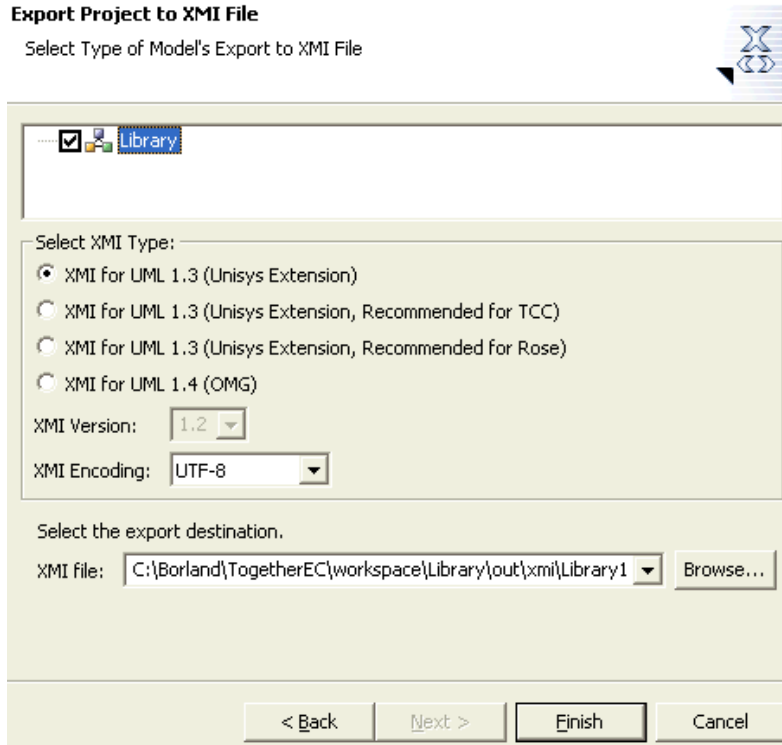 Export Project to XMI File
Select Type of Model's Export to XMI File
Library
Select XMI Type:
XMI for UML 1.3 (Unisys Extension)
XMI for UML 1.3 (Unisys Extension, Recommended for TCC)
XMI for UML 1.3 (Unisys Extension, Recommended for Rose)
XMI for UML 1.4 (OMG)
XMI Version: 1.2
XMI Encoding: UTF-8
Select the export destination.
XMI file: C:\Borland\TogetherEC\workspace\Library\out\xmi\Library1 Browse...
< Back Next > Finish Cancel